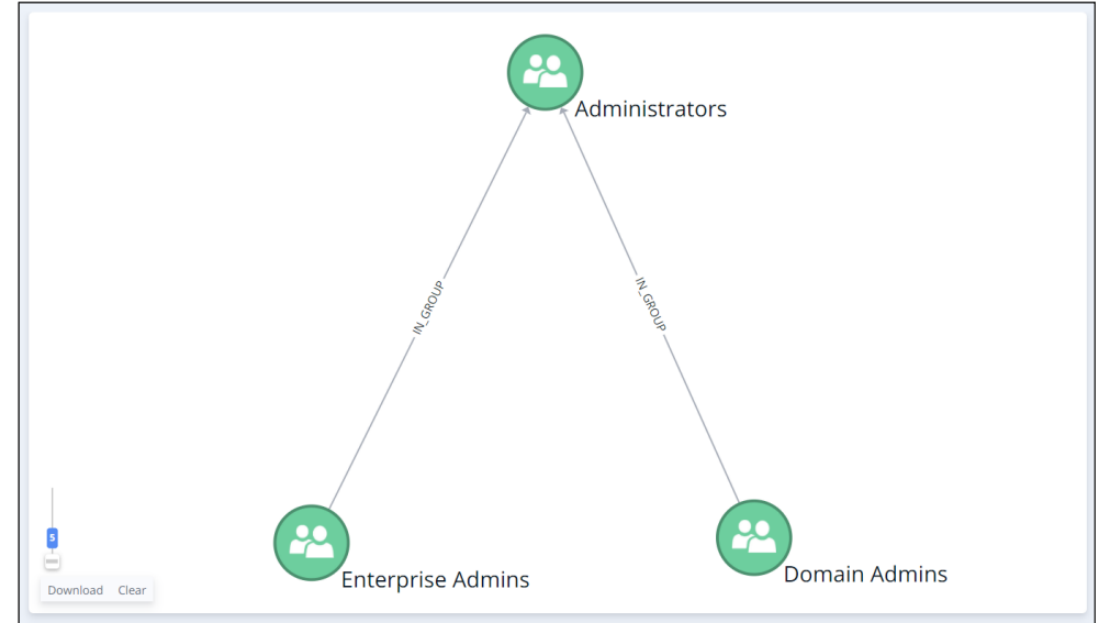 Administrators
IN_GROUP
IN_GROUP
5
Enterprise Admins
Domain Admins
Download Clear